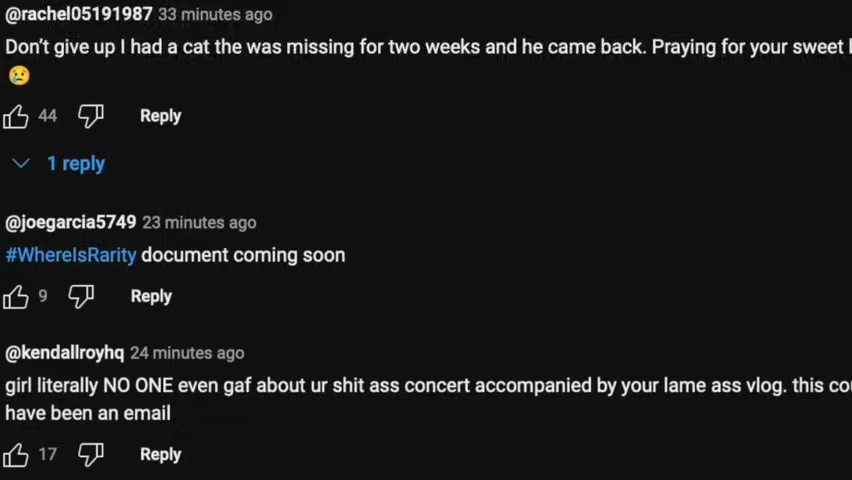 @rachel05191987 33 minutes ago
Don't give up I had a cat the was missing for two weeks and he came back. Praying for your sweet
44 Reply
1 reply
@joegarcia5749 23 minutes ago
#WhereIsRarity document coming soon
9 Reply
@kendallroyhq 24 minutes ago
girl literally NO ONE even gaf about ur shit ass concert accompanied by your lame ass vlog. this
have been an email
17 Reply